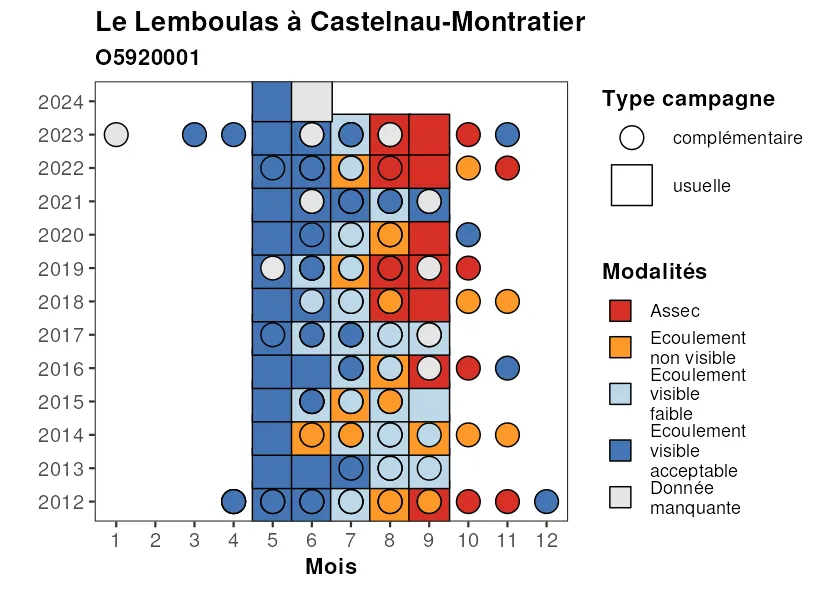 Le Lemboulas à Castelnau-Montratier
O5920001
2024
2023
2022
2021
2020
2019
2018
2017
2016
2015
2014
2013
2012
1 2 3 4 5 6 7 8 9 10 11 12
Mois
Type campagne
complémentaire
usuelle
Modalités
Assec
Ecoulement
non visible
Ecoulement
visible
faible
Ecoulement
visible
acceptable
Donnée
manquante